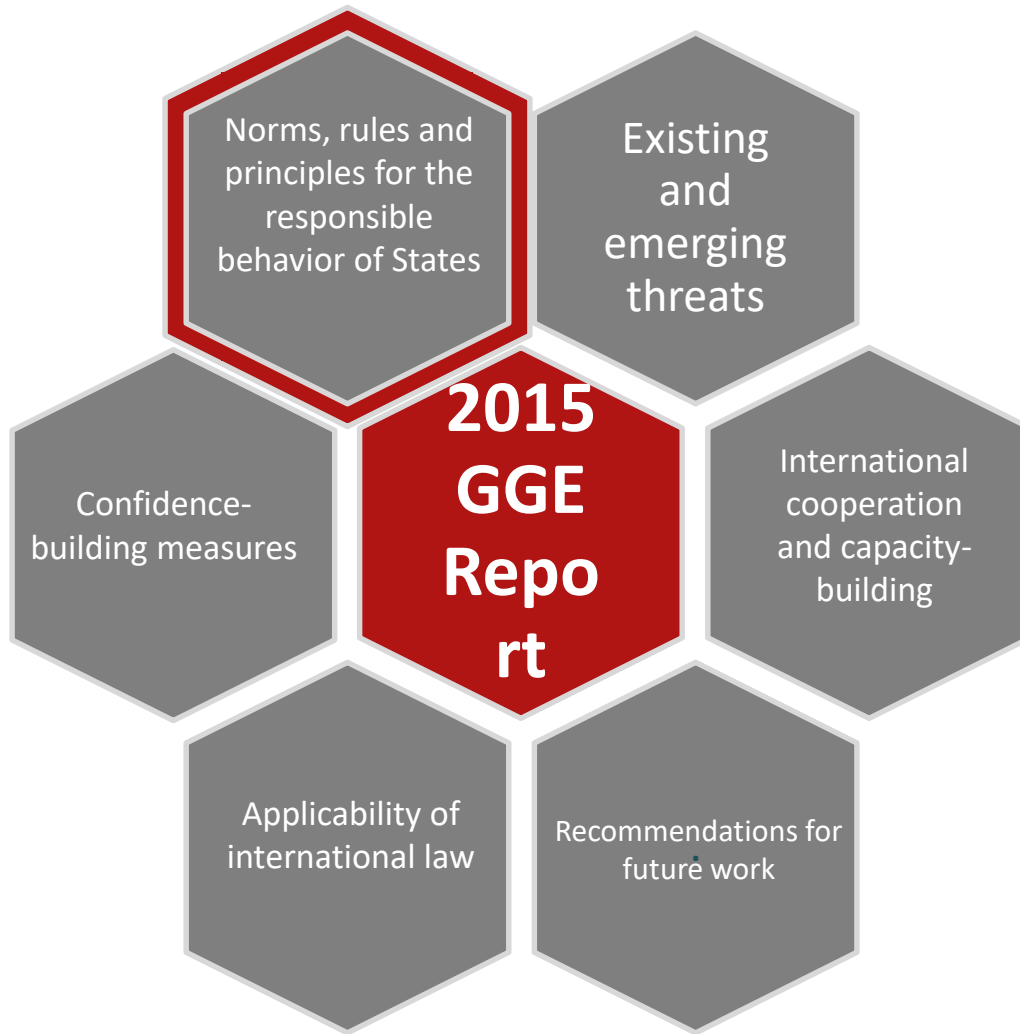 Norms, rules and
principles for the
responsible
behavior of States
Existing
and
emerging
threats
Confidence-
building measures
2015
GGE
Repo
rt
International
cooperation
and capacity-
building
Applicability of
international law
Recommendations for
future work